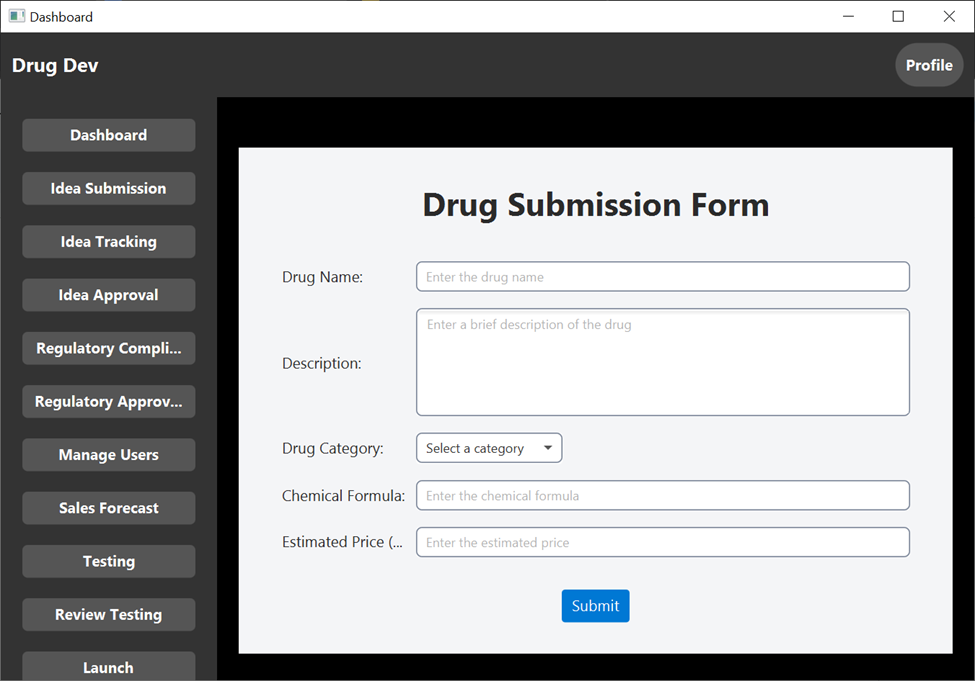 Dashboard
Drug Dev
Profile
Dashboard
Idea Submission
Idea Tracking
Idea Approval
Regulatory Compli...
Regulatory Approv...
Manage Users
Sales Forecast
Testing
Review Testing
Launch
Drug Submission Form
Drug Name: Enter the drug name
Description: Enter a brief description of the drug
Drug Category: Select a category
Chemical Formula: Enter the chemical formula
Estimated Price (... Enter the estimated price
Submit